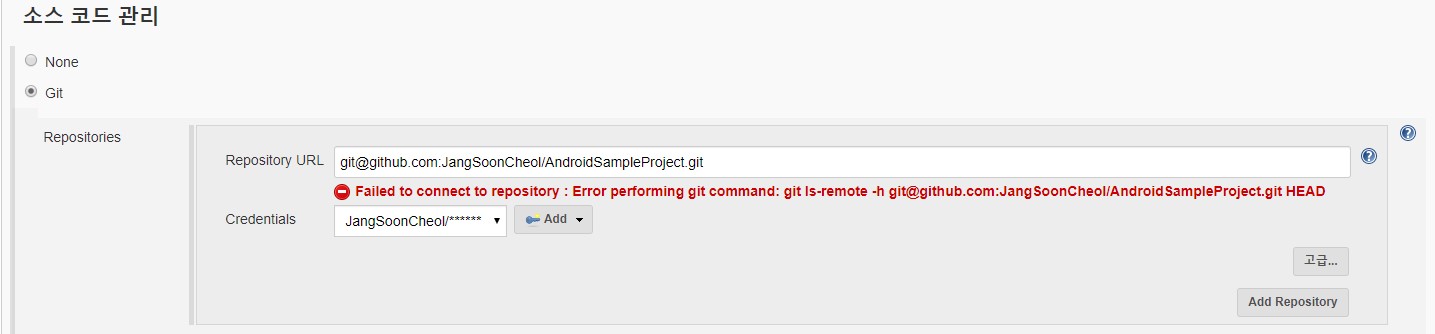 소스 코드 관리
None
Git
Repositories
Repository URL git@github.com:JangSoonCheol/AndroidSampleProject.git
Failed to connect to repository : Error performing git command: git ls-remote -h git@github.com:JangSoonCheol/AndroidSampleProject.git HEAD
Credentials JangSoonCheol/****** Add
고급...
Add Repository